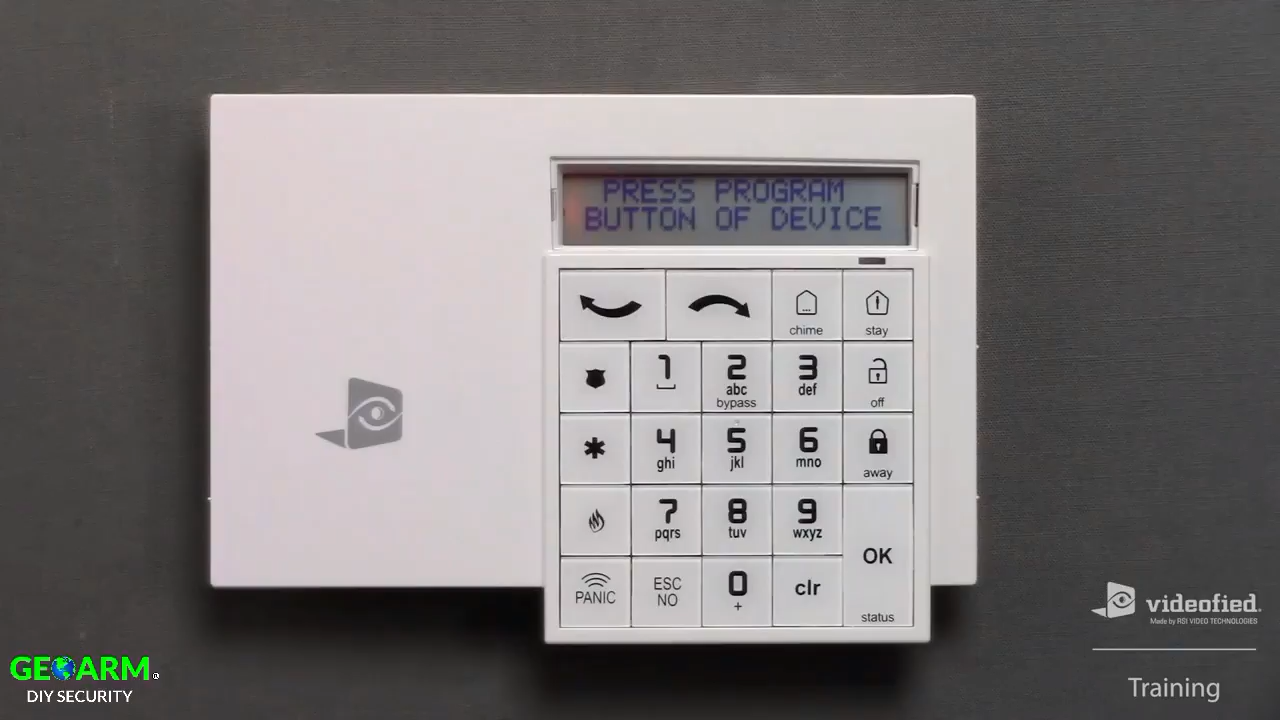 PRESS PROGRAM
BUTTON OF DEVICE
chime
stay
1
2
abc
bypass
3
def
off
4
ghi
5
jkl
6
mno
away
7
pqrs
8
tuv
9
wxyz
OK
status
PANIC
ESC
NO
0
+
clr
videofied.
Made by RSI VIDEO TECHNOLOGIES
Training
GEOARM®
DIY SECURITY